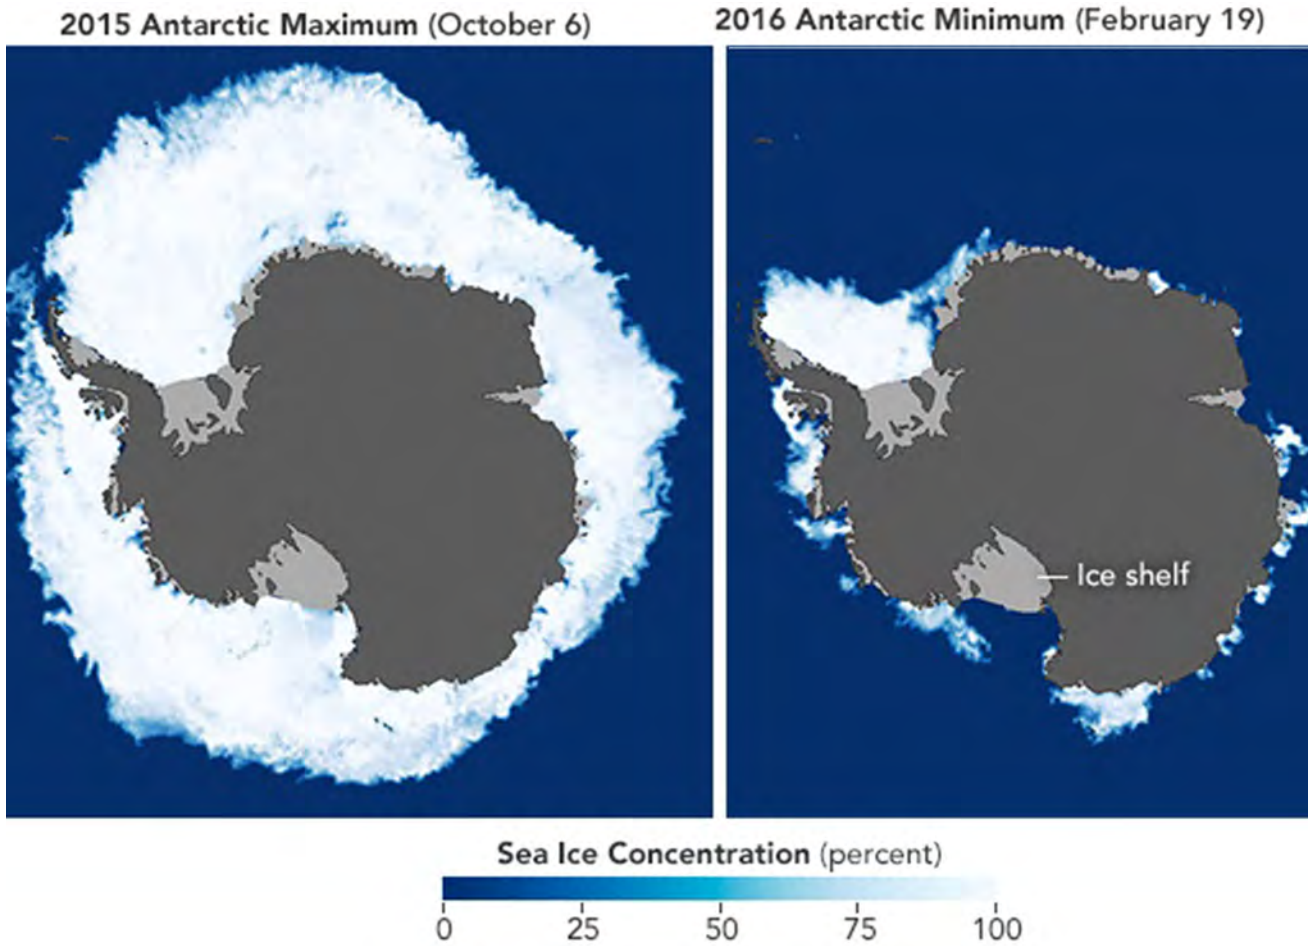 2015 Antarctic Maximum (October 6)
2016 Antarctic Minimum (February 19)
Ice shelf
Sea Ice Concentration (percent)
0 25 50 75 100